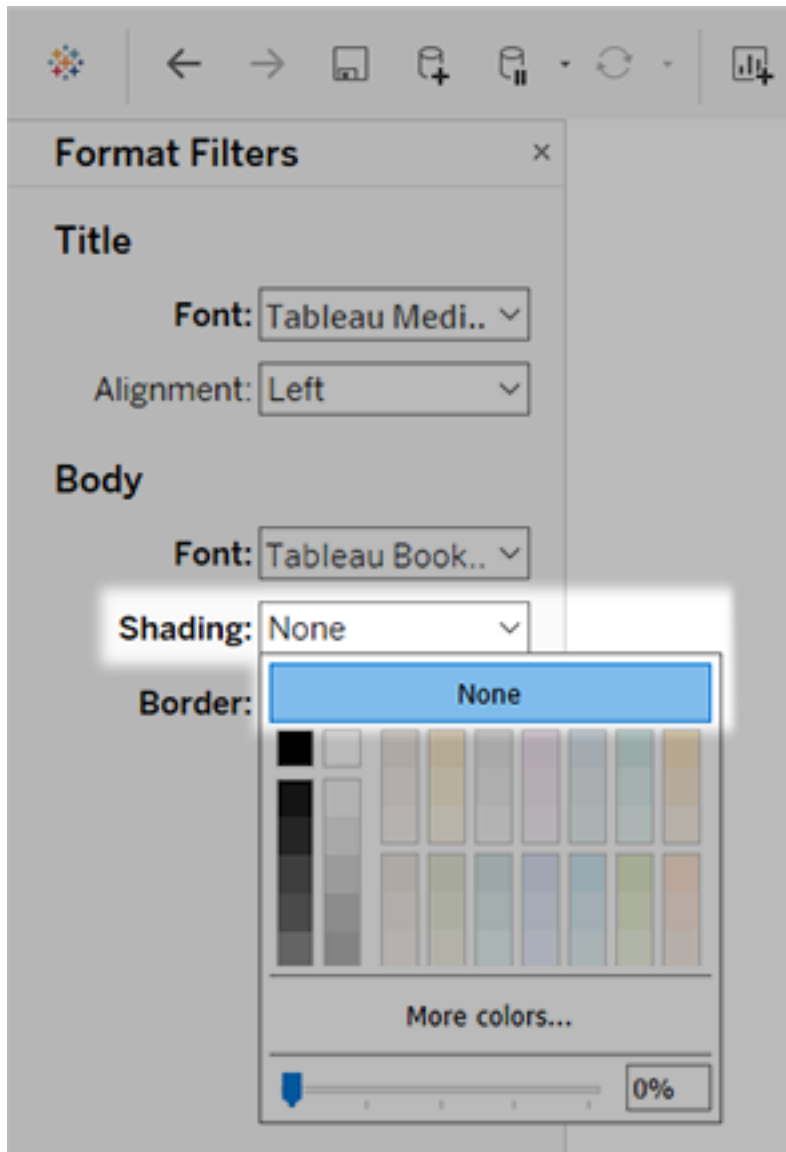 Format Filters
Title
Font: Tableau Medi..
Alignment: Left
Body
Font: Tableau Book..
Shading: None
None
Border:
More colors...
0%